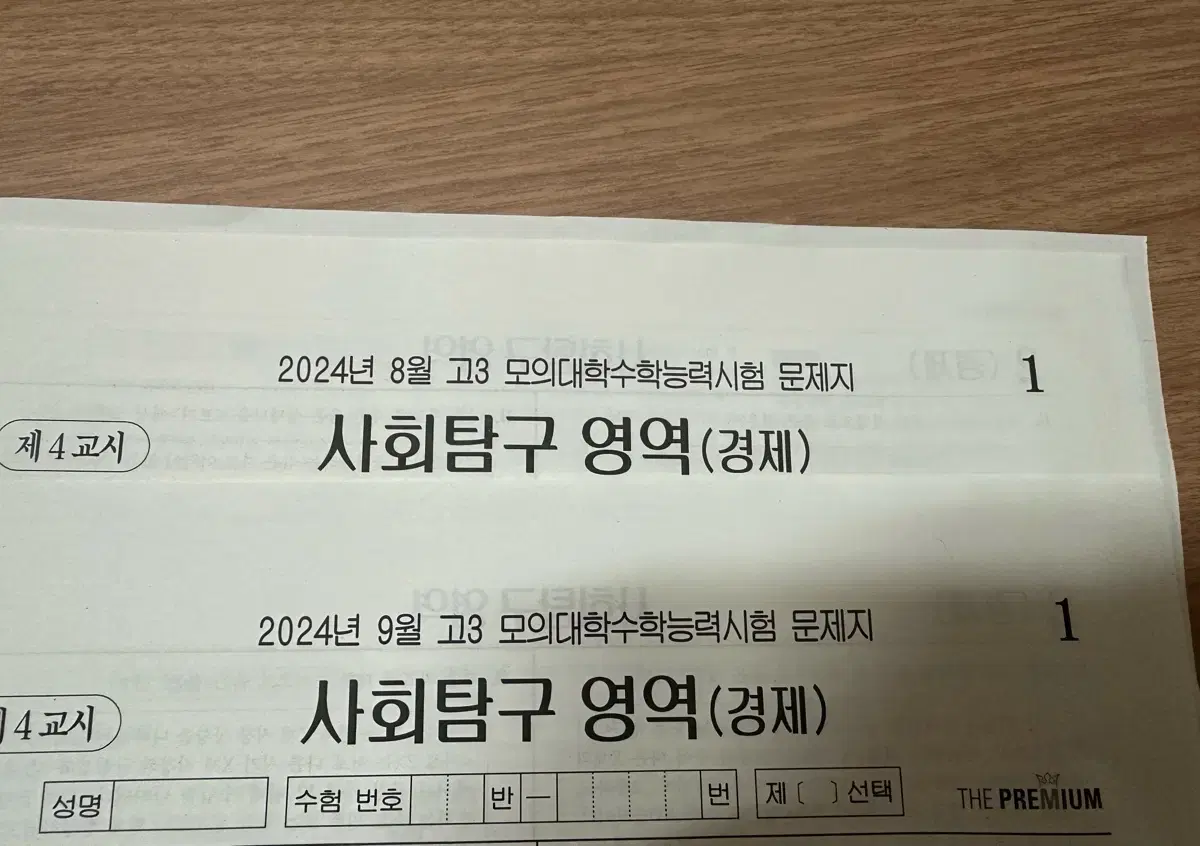 2024년 8월 고3 모의대학수학능력시험 문제지 1
제 4 교시 사회탐구 영역(경제)
2024년 9월 고3 모의대학수학능력시험 문제지 1
4 교시 사회탐구 영역(경제)
성명 수험 번호 반 — 번 제 ( ) 선택 THE PREMIUM